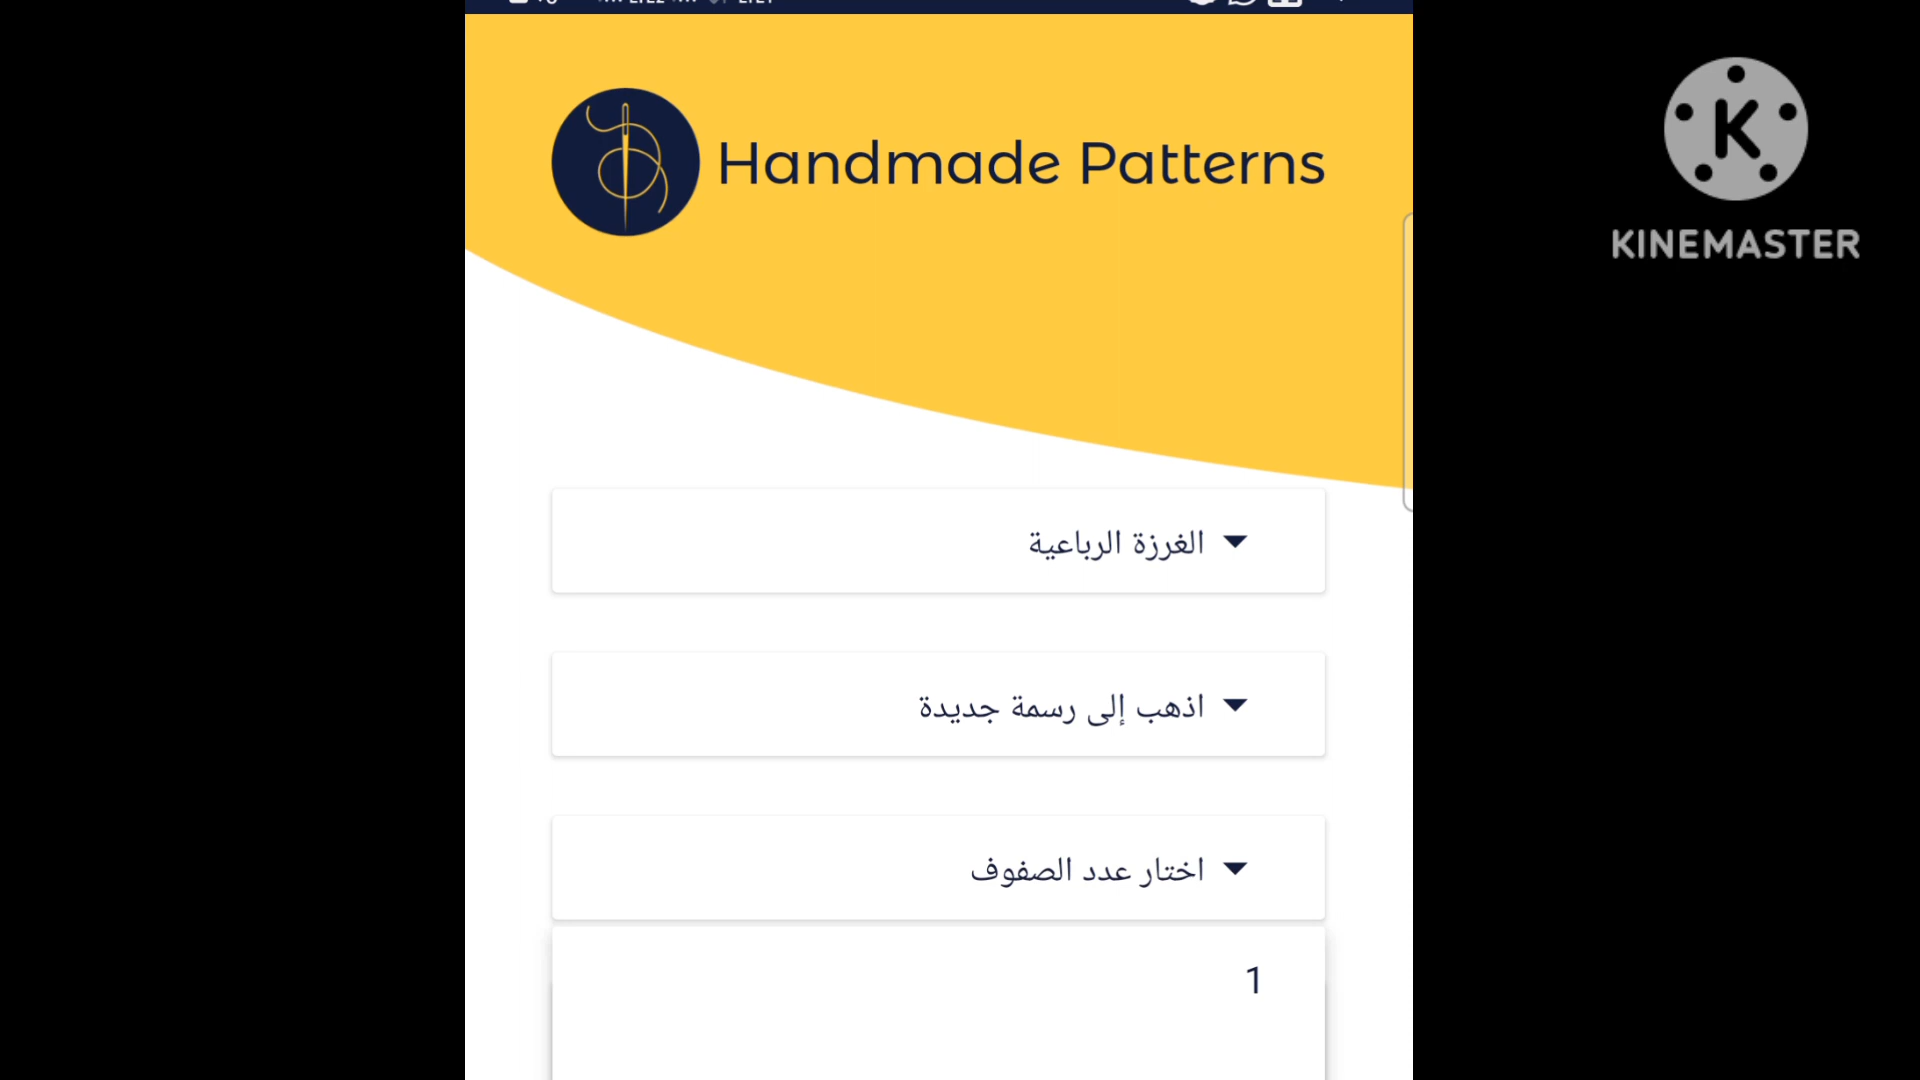 Handmade Patterns
K
KINEMASTER
الغرزة الرباعية
اذهب إلى رسمة جديدة
اختار عدد الصفوف
1